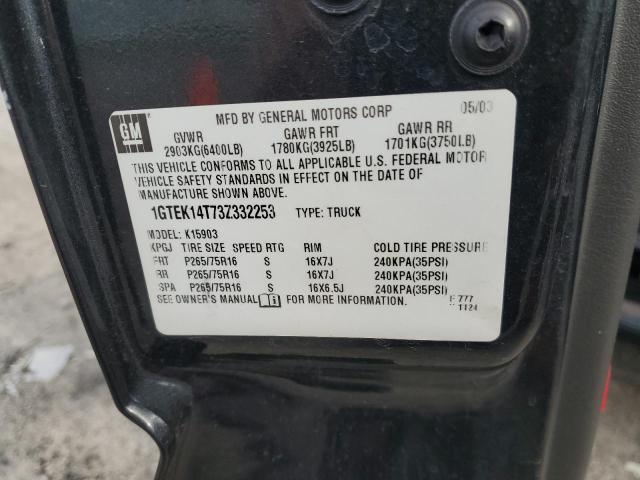 MFD BY GENERAL MOTORS CORP 05/03
GM
GVWR GAWR FRT GAWR RR
2903KG(6400LB) 1780KG(3925LB) 1701KG(3750LB)
THIS VEHICLE CONFORMS TO ALL APPLICABLE U.S. FEDERAL MOTOR
VEHICLE SAFETY STANDARDS IN EFFECT ON THE DATE OF
MANUFACTURE SHOWN ABOVE.
1GTEK14T73Z332253 TYPE: TRUCK
MODEL: K15903
KPGJ TIRE SIZE SPEED RTG RIM COLD TIRE PRESSURE
FRT P265/75R16 S 16X7J 240KPA(35PSI)
RR P265/75R16 S 16X7J 240KPA(35PSI)
SPA P265/75R16 S 16X6.5J 240KPA(35PSI)
SEE OWNER'S MANUAL FOR MORE INFORMATION.
777
1124